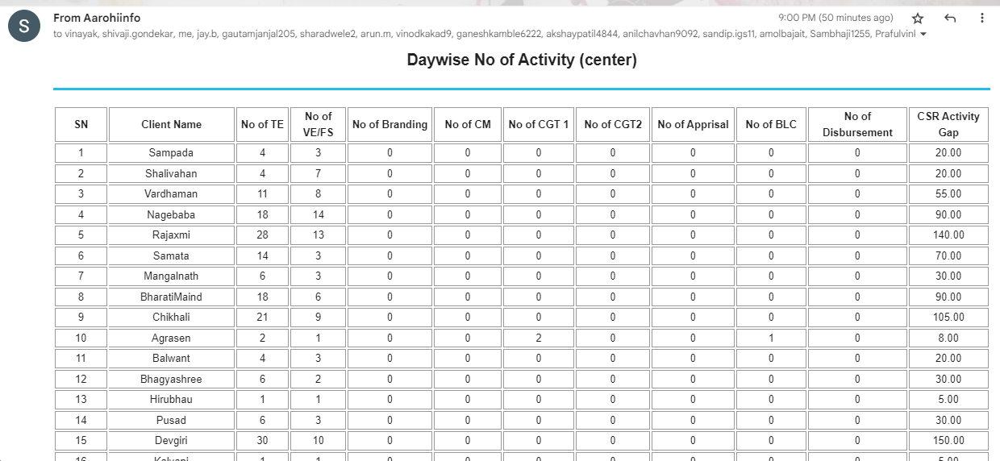 S
From Aarohiinfo
9:00 PM (50 minutes ago)
to vinayak, shivaji.gondekar, me, jay.b, gautamjanjal205, sharadwele2, arun.m, vinodkakad9, ganeshkamble6222, akshaypatil4844, anilchavhan9092, sandip.igs11, amolbajait, Sambhaji1255, Prafulvinl
Daywise No of Activity (center)
SN Client Name No of TE No of VE/FS No of Branding No of CM No of CGT 1 No of CGT2 No of Apprisal No of BLC No of Disbursement CSR Activity Gap
1 Sampada 4 3 0 0 0 0 0 0 0 20.00
2 Shalivahan 4 7 0 0 0 0 0 0 0 20.00
3 Vardhaman 11 8 0 0 0 0 0 0 0 55.00
4 Nagebaba 18 14 0 0 0 0 0 0 0 90.00
5 Rajaxmi 28 13 0 0 0 0 0 0 0 140.00
6 Samata 14 3 0 0 0 0 0 0 0 70.00
7 Mangalnath 6 3 0 0 0 0 0 0 0 30.00
8 BharatiMaind 18 6 0 0 0 0 0 0 0 90.00
9 Chikhali 21 9 0 0 0 0 0 0 0 105.00
10 Agrasen 2 1 0 0 2 0 0 1 0 8.00
11 Balwant 4 3 0 0 0 0 0 0 0 20.00
12 Bhagyashree 6 2 0 0 0 0 0 0 0 30.00
13 Hirubhau 1 1 0 0 0 0 0 0 0 5.00
14 Pusad 6 3 0 0 0 0 0 0 0 30.00
15 Devgiri 30 10 0 0 0 0 0 0 0 150.00
16 Kalyani 1 1 0 0 0 0 0 0 0 5.00